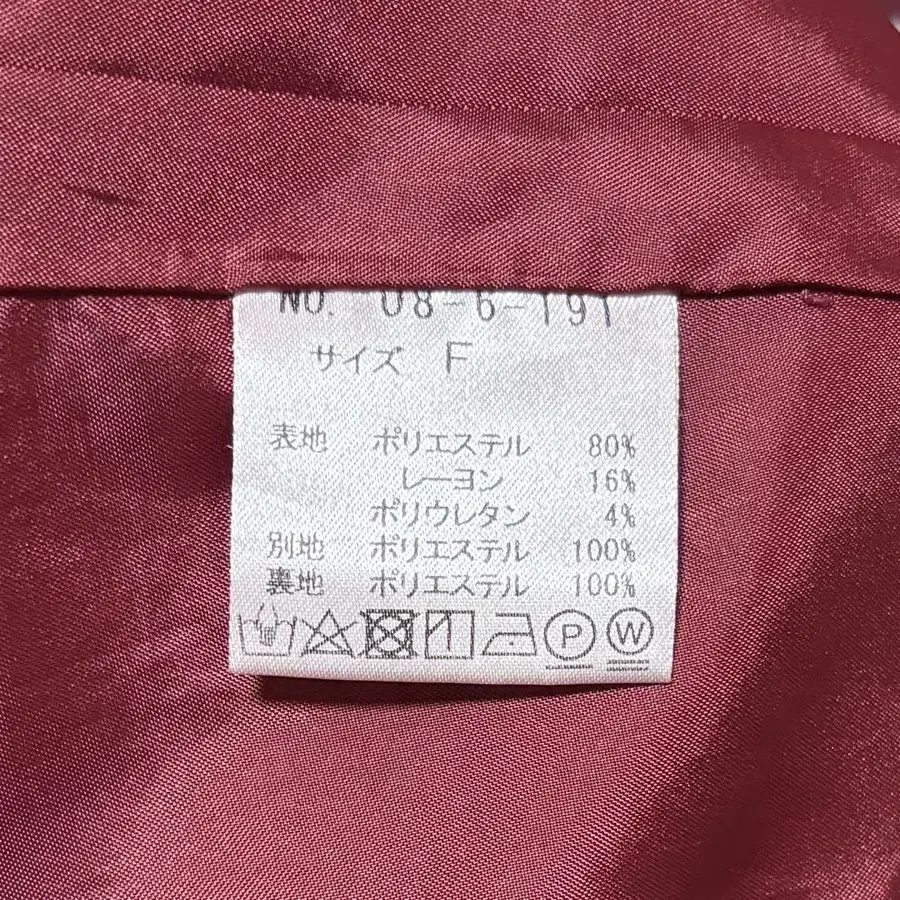 No. 08-6-191
サイズ F
表地 ポリエステル 80%
レーヨン 16%
ポリウレタン 4%
別地 ポリエステル 100%
裏地 ポリエステル 100%
P W